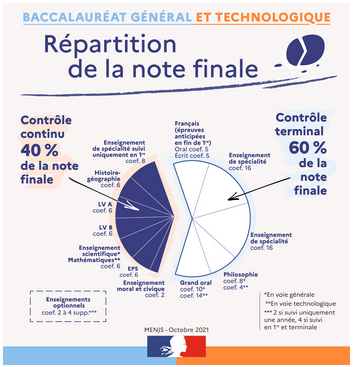 BACCALAURÉAT GÉNÉRAL ET TECHNOLOGIQUE
Répartition
de la note finale
Contrôle
continu
40 %
de la note
finale
Enseignement
de spécialité suivi
uniquement en 1re
coef. 8
Histoire-
géographie
coef. 6
LV A
coef. 6
LV B
coef. 6
Enseignement
scientifique*
Mathématiques**
coef. 6
EPS
coef. 6
Enseignement
moral et civique
coef. 2
Français
(épreuves
anticipées
en fin de 1re)
Oral coef. 5
Écrit coef. 5
Enseignement
de spécialité
coef. 16
Contrôle
terminal
60 %
de la
note
finale
Enseignement
de spécialité
coef. 16
Philosophie
coef. 8*
coef. 4**
Grand oral
coef. 10*
coef. 14**
Enseignements
optionnels
coef. 2 à 4 supp.***
*En voie générale
**En voie technologique
*** 2 si suivi uniquement
une année, 4 si suivi
en 1re et terminale
MENJS - Octobre 2021